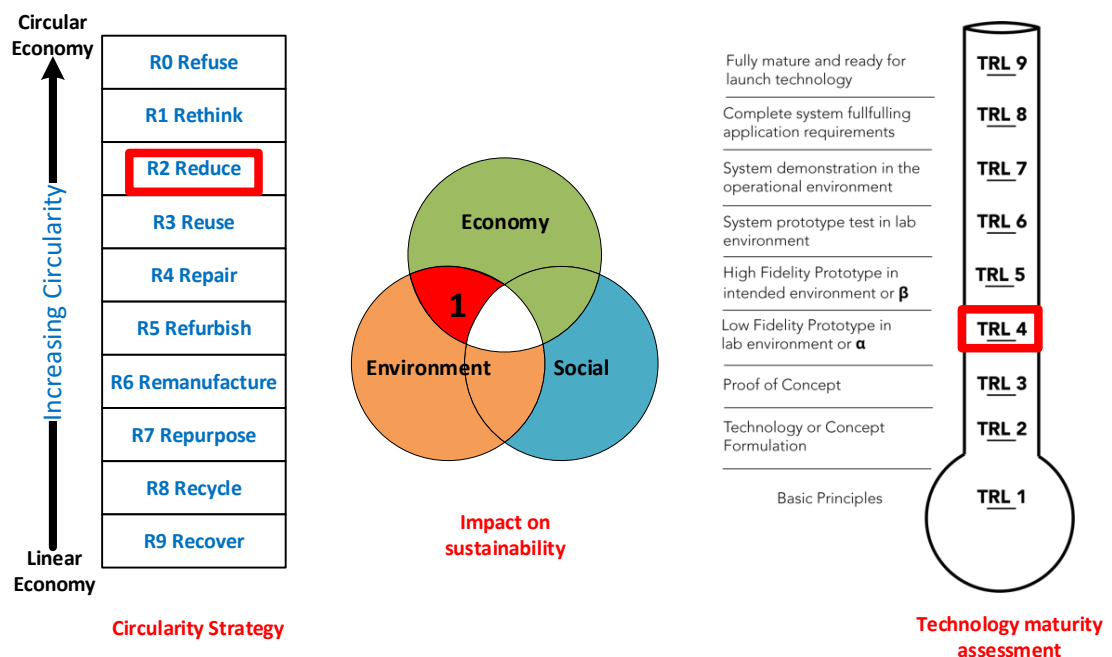 Circular
Economy
R0 Refuse
R1 Rethink
R2 Reduce
R3 Reuse
R4 Repair
R5 Refurbish
R6 Remanufacture
R7 Repurpose
R8 Recycle
R9 Recover
Increasing Circularity
Linear
Economy
Circularity Strategy
Economy
1
Environment
Social
Impact on
sustainability
Fully mature and ready for
launch technology
TRL 9
Complete system fullfulling
application requirements
TRL 8
System demonstration in the
operational environment
TRL 7
System prototype test in lab
environment
TRL 6
High Fidelity Prototype in
intended environment or β
TRL 5
Low Fidelity Prototype in
lab environment or α
TRL 4
Proof of Concept
TRL 3
Technology or Concept
Formulation
TRL 2
Basic Principles
TRL 1
Technology maturity
assessment